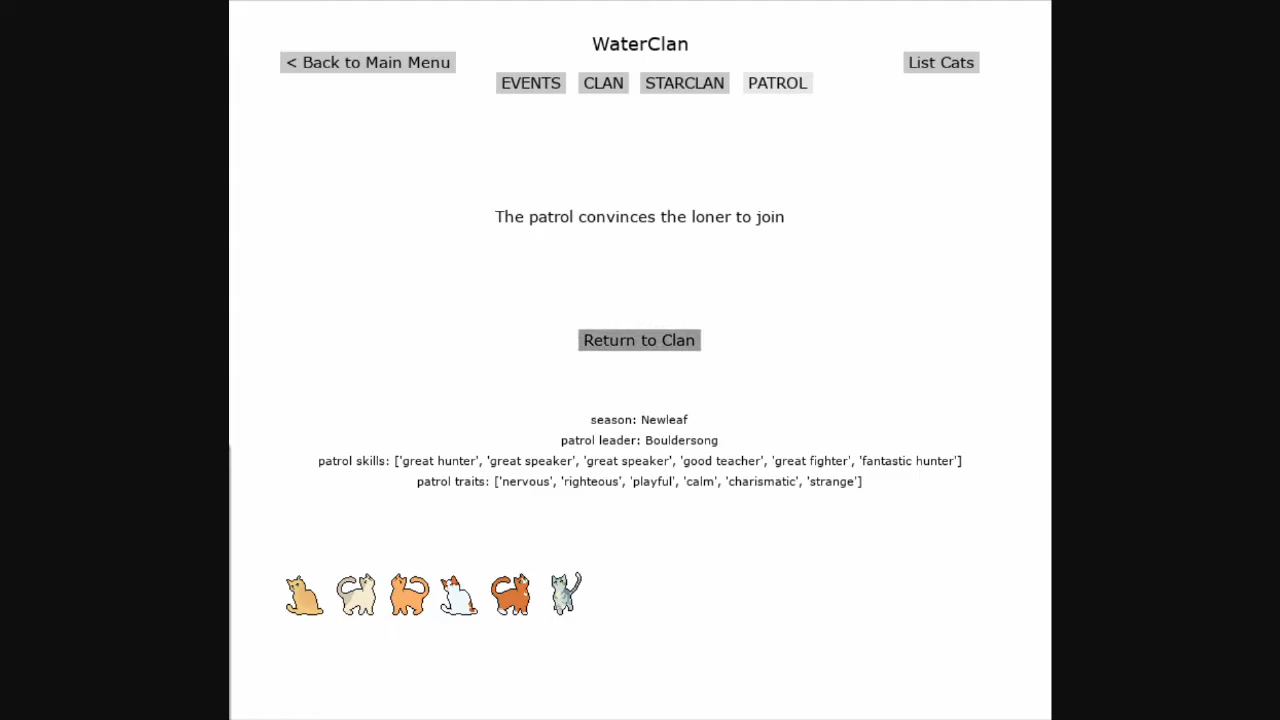 WaterClan
< Back to Main Menu
List Cats
EVENTS CLAN STARCLAN PATROL
The patrol convinces the loner to join
Return to Clan
season: Newleaf
patrol leader: Bouldersong
patrol skills: ['great hunter', 'great speaker', 'great speaker', 'good teacher', 'great fighter', 'fantastic hunter']
patrol traits: ['nervous', 'righteous', 'playful', 'calm', 'charismatic', 'strange']